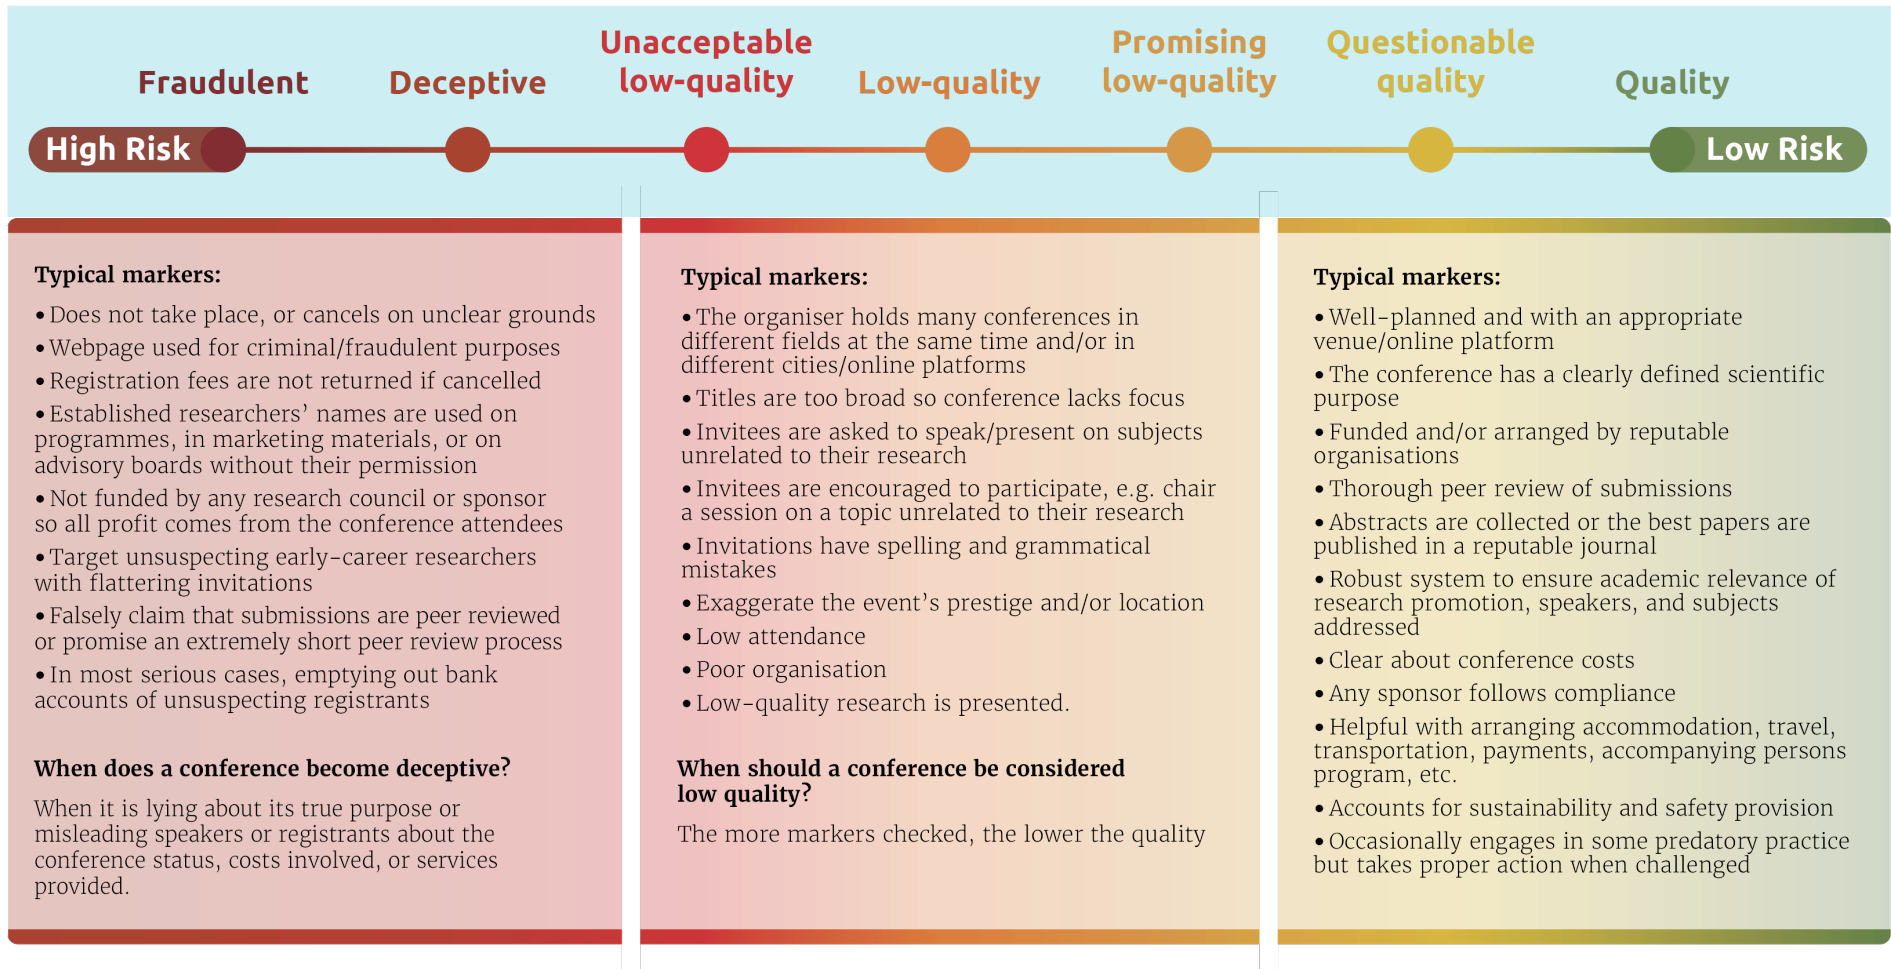 Unacceptable
low-quality
Promising
low-quality
Questionable
quality
Fraudulent
Deceptive
Low-quality
Quality
High Risk
Low Risk
Typical markers:
• Does not take place, or cancels on unclear grounds
• Webpage used for criminal/fraudulent purposes
• Registration fees are not returned if cancelled
• Established researchers’ names are used on
programmes, in marketing materials, or on
advisory boards without their permission
• Not funded by any research council or sponsor
so all profit comes from the conference attendees
• Target unsuspecting early-career researchers
with flattering invitations
• Falsely claim that submissions are peer reviewed
or promise an extremely short peer review process
• In most serious cases, emptying out bank
accounts of unsuspecting registrants
When does a conference become deceptive?
When it is lying about its true purpose or
misleading speakers or registrants about the
conference status, costs involved, or services
provided.
Typical markers:
• The organiser holds many conferences in
different fields at the same time and/or in
different cities/online platforms
• Titles are too broad so conference lacks focus
• Invitees are asked to speak/present on subjects
unrelated to their research
• Invitees are encouraged to participate, e.g. chair
a session on a topic unrelated to their research
• Invitations have spelling and grammatical
mistakes
• Exaggerate the event’s prestige and/or location
• Low attendance
• Poor organisation
• Low-quality research is presented.
When should a conference be considered
low quality?
The more markers checked, the lower the quality
Typical markers:
• Well-planned and with an appropriate
venue/online platform
• The conference has a clearly defined scientific
purpose
• Funded and/or arranged by reputable
organisations
• Thorough peer review of submissions
• Abstracts are collected or the best papers are
published in a reputable journal
• Robust system to ensure academic relevance of
research promotion, speakers, and subjects
addressed
• Clear about conference costs
• Any sponsor follows compliance
• Helpful with arranging accommodation, travel,
transportation, payments, accompanying persons
program, etc.
• Accounts for sustainability and safety provision
• Occasionally engages in some predatory practice
but takes proper action when challenged